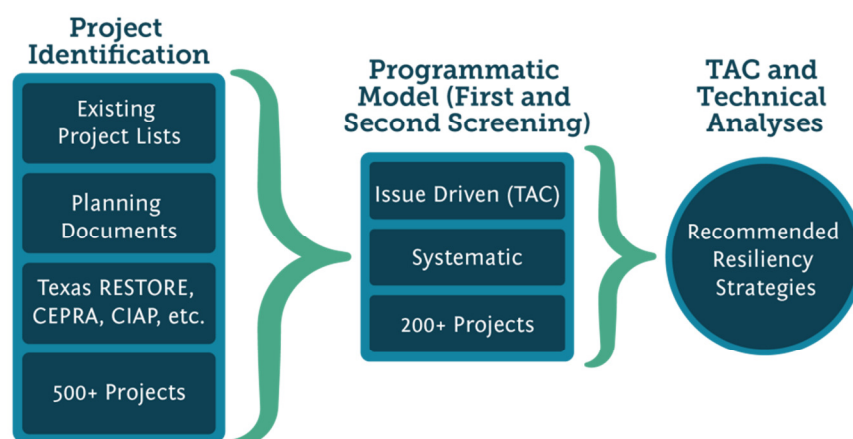 Project
Identification
Existing
Project Lists
Planning
Documents
Texas RESTORE,
CEPRA, CIAP, etc.
500+ Projects
Programmatic
Model (First and
Second Screening)
Issue Driven (TAC)
Systematic
200+ Projects
TAC and
Technical
Analyses
Recommended
Resiliency
Strategies